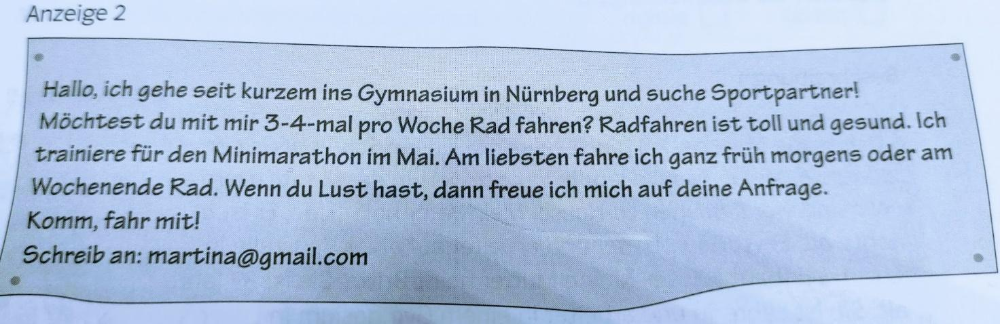 Anzeige 2
Hallo, ich gehe seit kurzem ins Gymnasium in Nürnberg und suche Sportpartner!
Möchtest du mit mir 3-4-mal pro Woche Rad fahren? Radfahren ist toll und gesund. Ich
trainiere für den Minimarathon im Mai. Am liebsten fahre ich ganz früh morgens oder am
Wochenende Rad. Wenn du Lust hast, dann freue ich mich auf deine Anfrage.
Komm, fahr mit!
Schreib an: martina@gmail.com